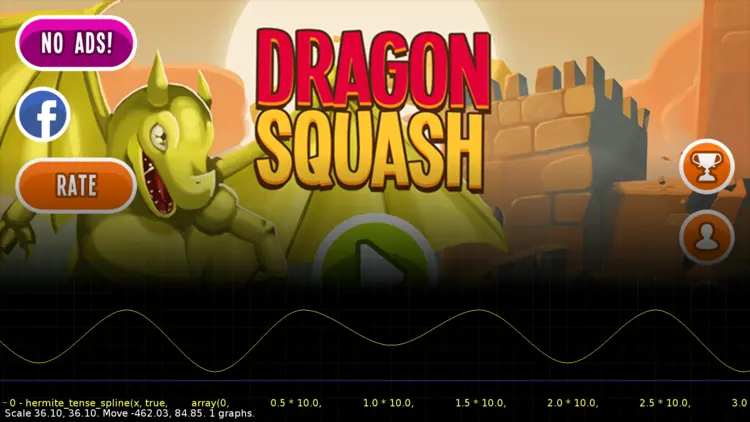 NO ADS!
DRAGON
SQUASH
f
RATE
~ 0 - hermite_tense_spline(x, true, array(0, 0.5 * 10.0, 1.0 * 10.0, 1.5 * 10.0, 2.0 * 10.0, 2.5 * 10.0, 3.0
Scale 36.10, 36.10. Move -462.03, 84.85. 1 graphs.